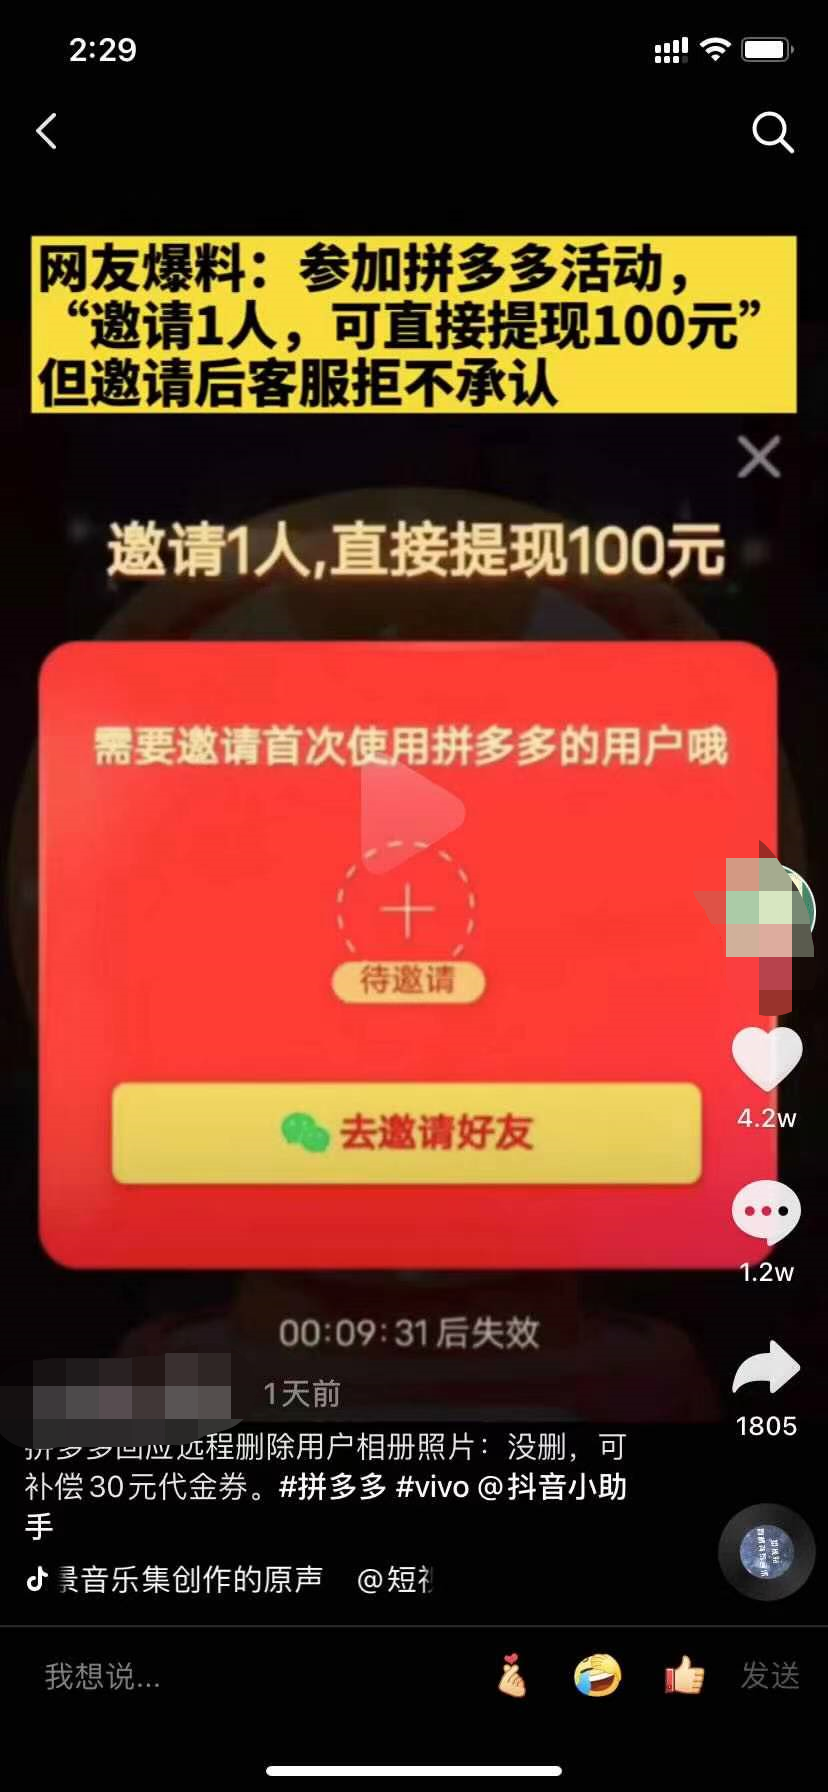 2:29
网友爆料：参加拼多多活动，
“邀请1人，可直接提现100元”
但邀请后客服拒不承认
邀请1人,直接提现100元
需要邀请首次使用拼多多的用户哦
待邀请
去邀请好友
4.2w
1.2w
00:09:31后失效
1天前
1805
拼多多回应远程删除用户相册照片：没删，可
补偿30元代金券。#拼多多 #vivo @抖音小助
手
景音乐集创作的原声 @短视
我想说...
发送